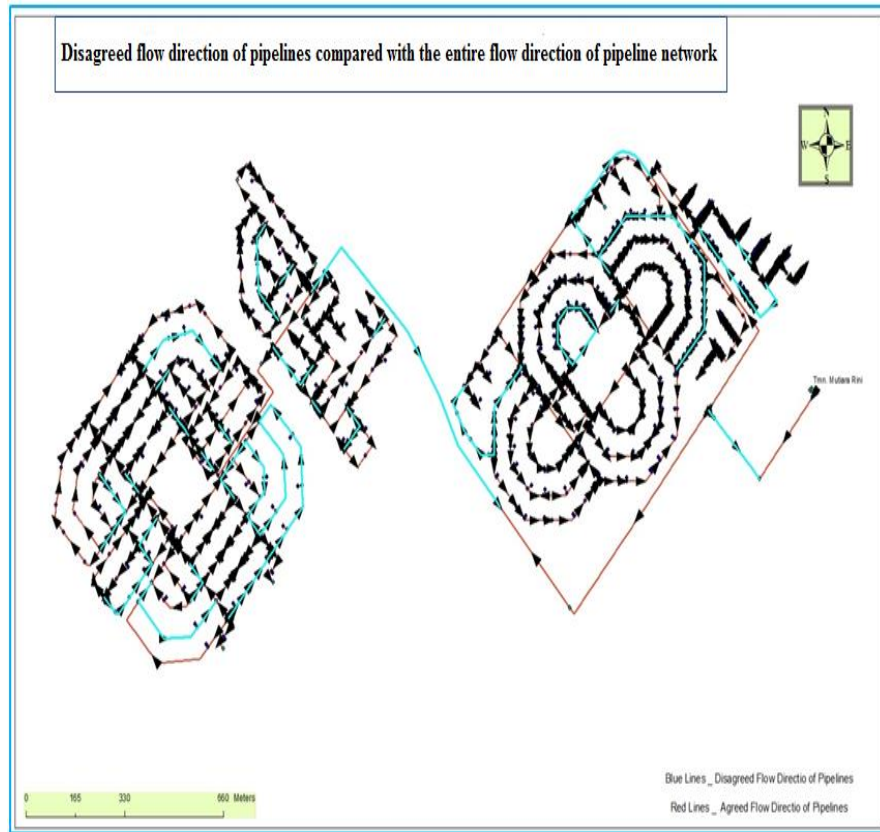 Disagreed flow direction of pipelines compared with the entire flow direction of pipeline network
N
W E
S
Tmn. Mutiara Rini
Blue Lines _ Disagreed Flow Directio of Pipelines
0 165 330 660 Meters
Red Lines _ Agreed Flow Directio of Pipelines